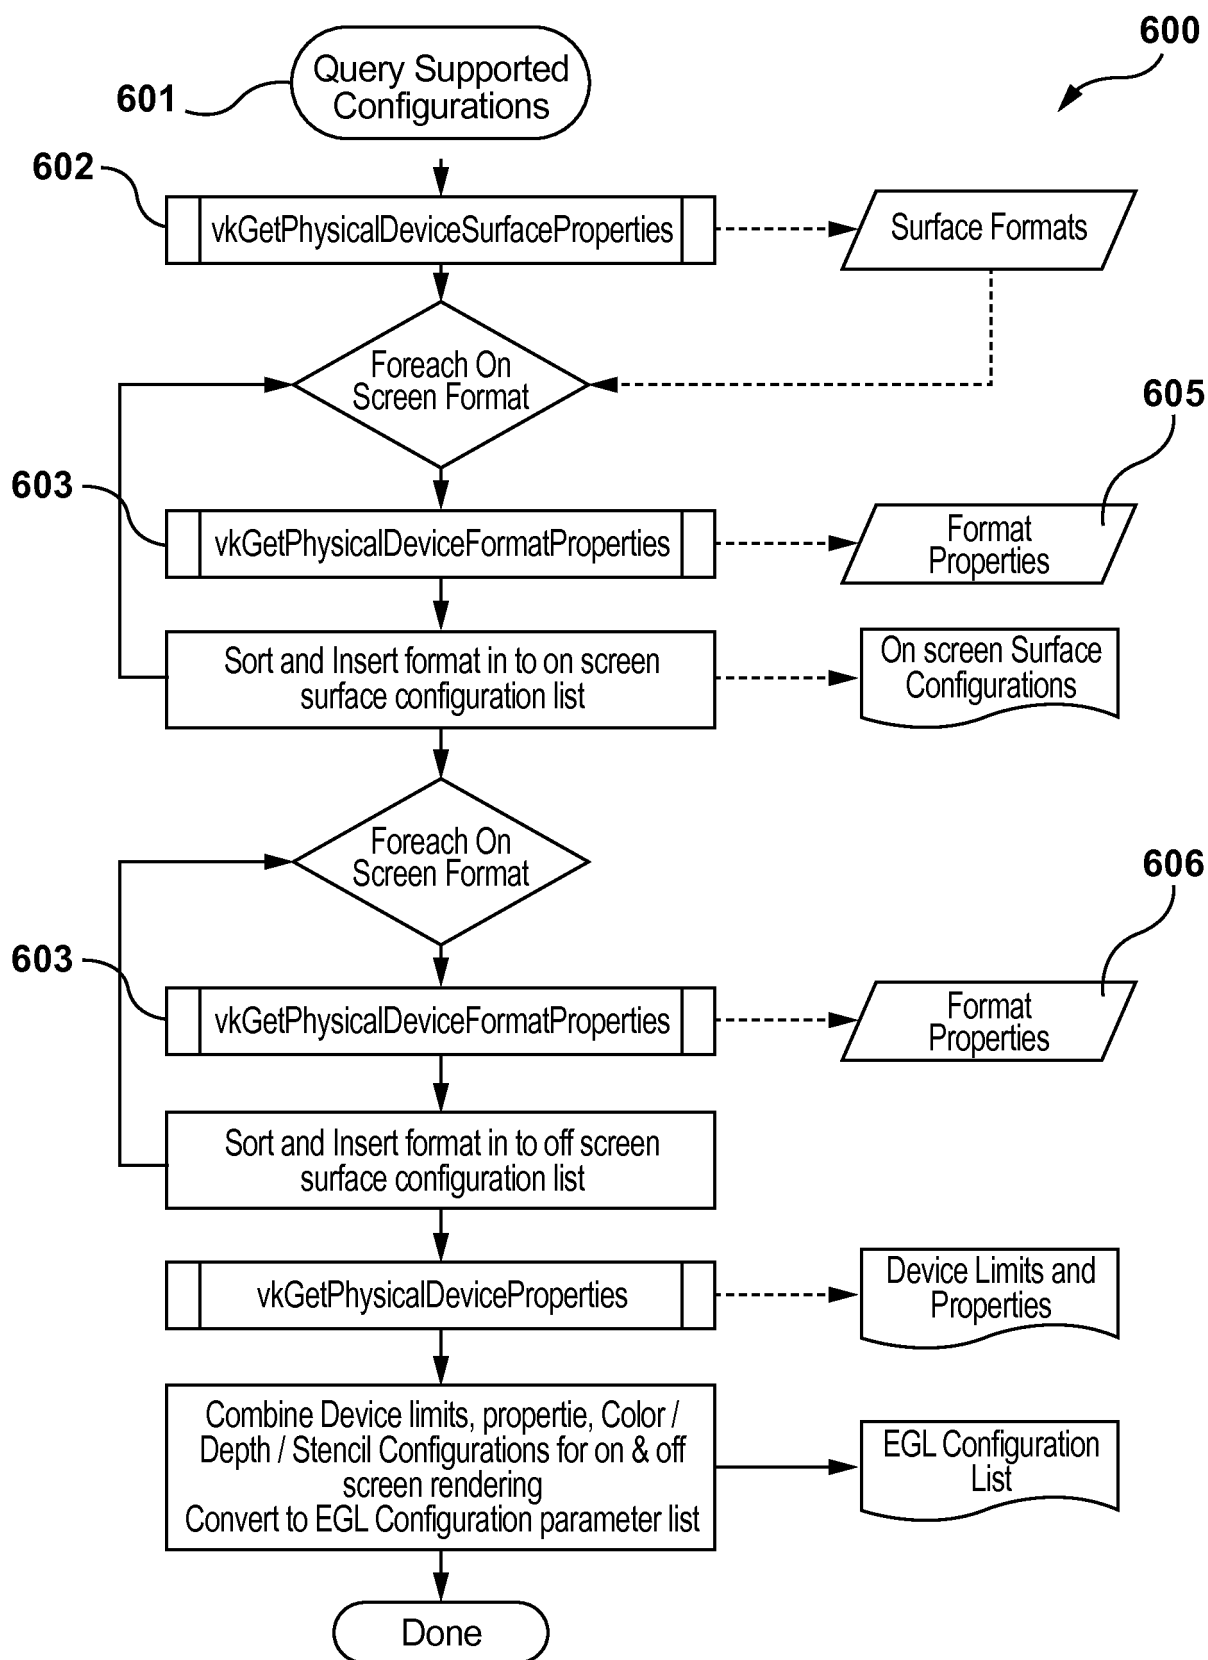 600
Query Supported
Configurations
601
602
vkGetPhysicalDeviceSurfaceProperties
Surface Formats
Foreach On
Screen Format
605
603
vkGetPhysicalDeviceFormatProperties
Format
Properties
Sort and Insert format in to on screen
surface configuration list
On screen Surface
Configurations
Foreach On
Screen Format
606
603
vkGetPhysicalDeviceFormatProperties
Format
Properties
Sort and Insert format in to off screen
surface configuration list
vkGetPhysicalDeviceProperties
Device Limits and
Properties
Combine Device limits, propertie, Color /
Depth / Stencil Configurations for on & off
screen rendering
Convert to EGL Configuration parameter list
EGL Configuration
List
Done